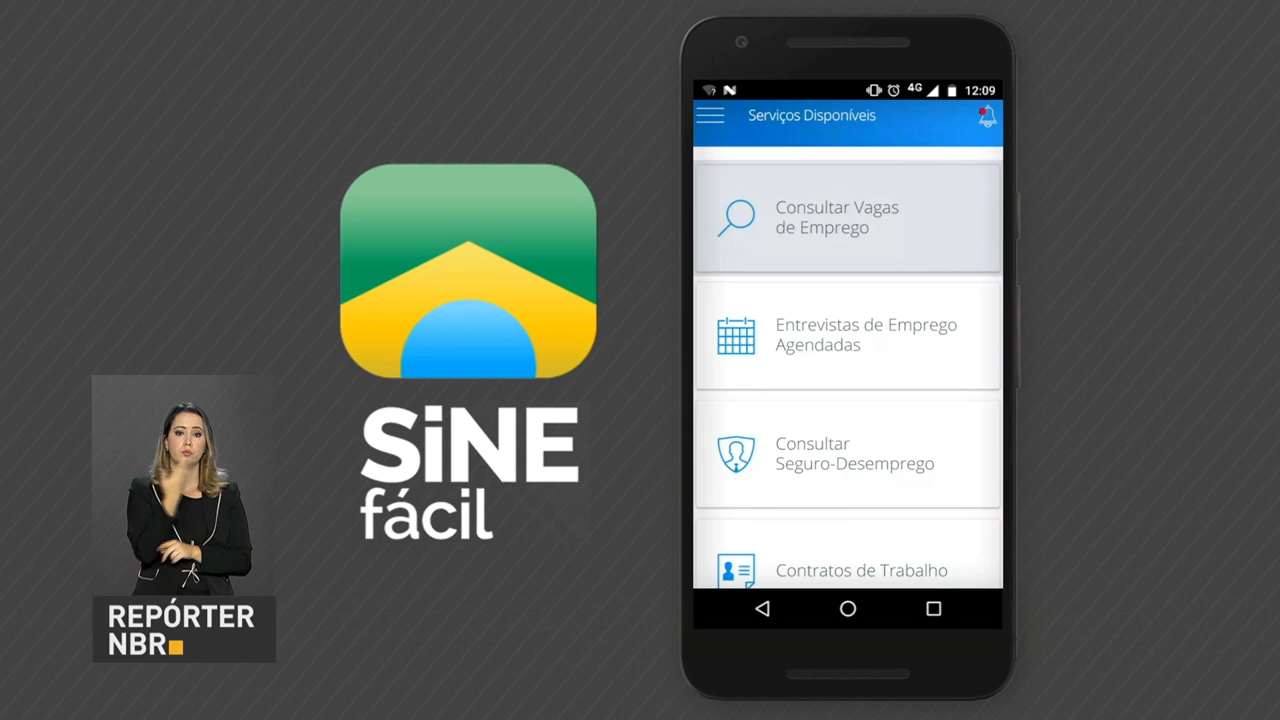 SiNE
fácil
REPÓRTER
NBR
4G 12:09
Serviços Disponíveis
Consultar Vagas
de Emprego
Entrevistas de Emprego
Agendadas
Consultar
Seguro-Desemprego
Contratos de Trabalho